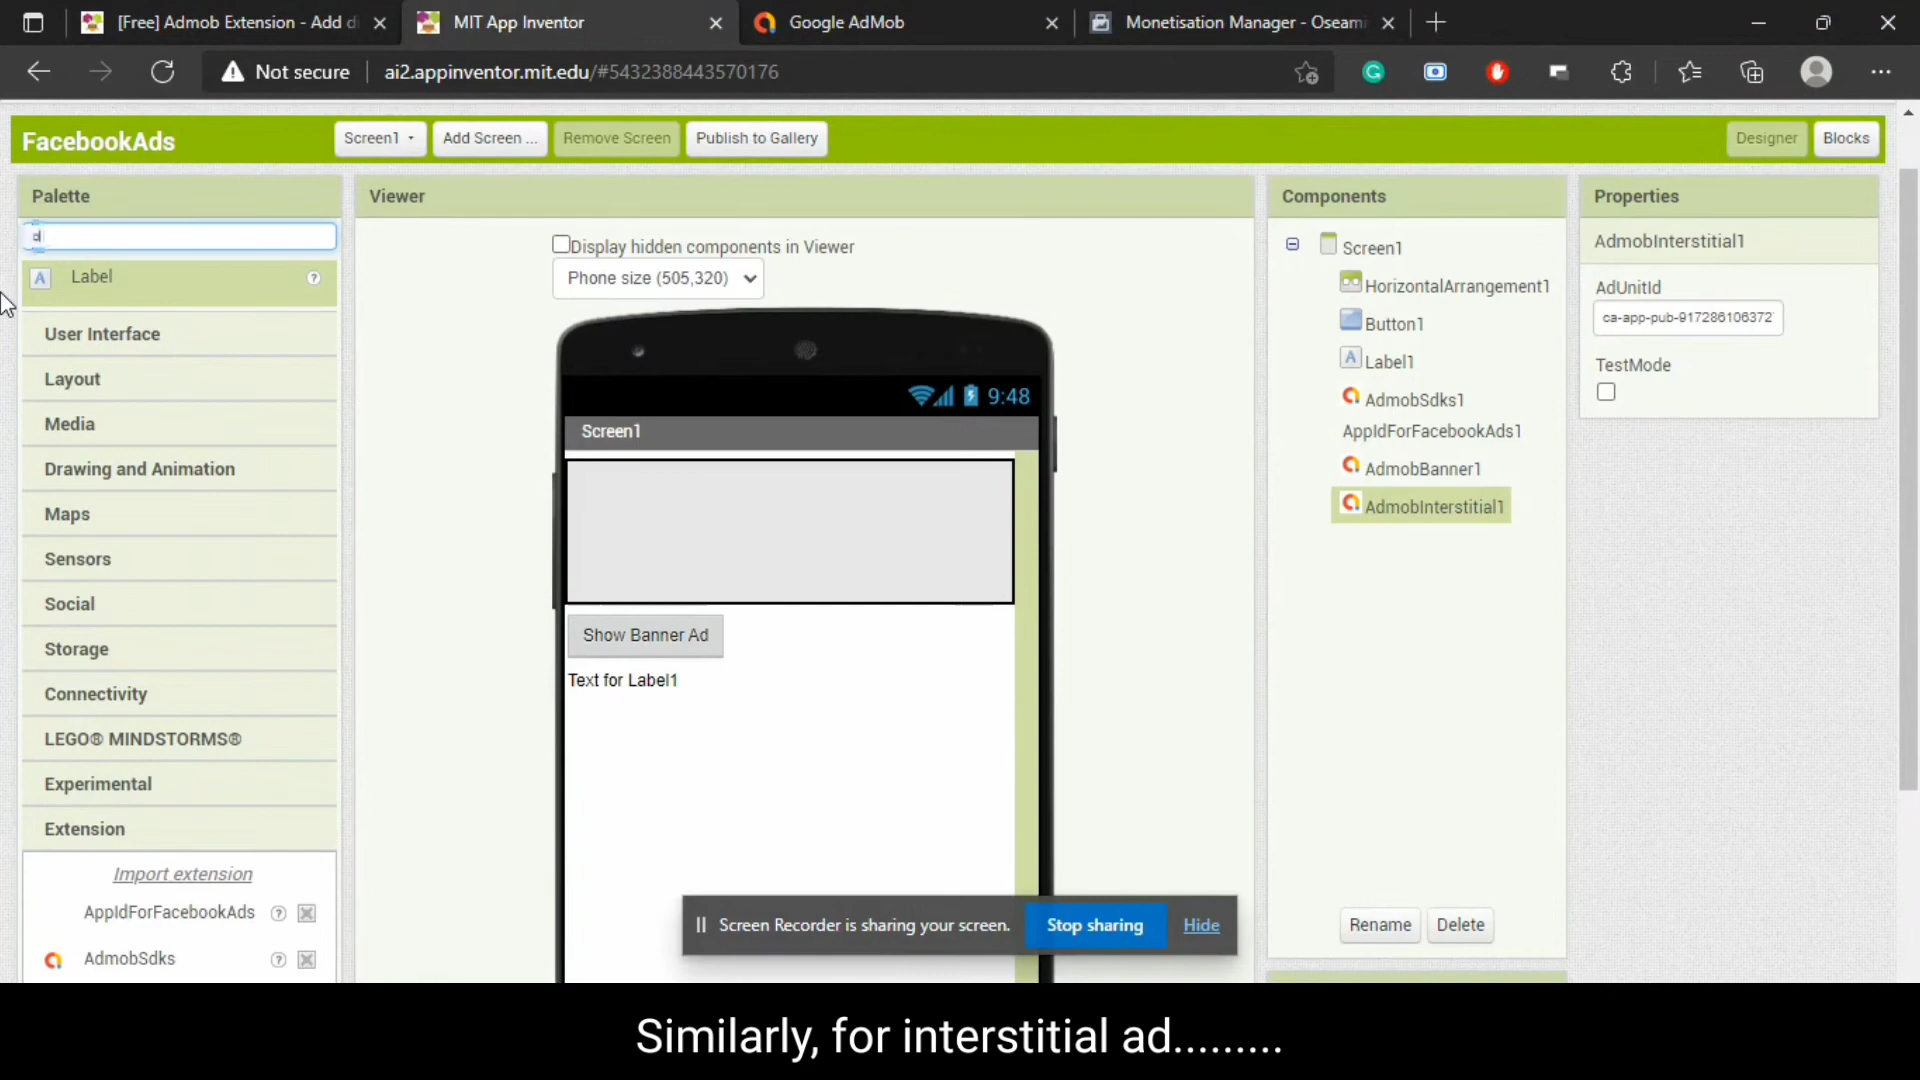 [Free] Admob Extension - Add d
MIT App Inventor
Google AdMob
Monetisation Manager - Oseami
Not secure
ai2.appinventor.mit.edu/#5432388443570176
FacebookAds
Screen1
Add Screen ...
Remove Screen
Publish to Gallery
Designer
Blocks
Palette
Label
User Interface
Layout
Media
Drawing and Animation
Maps
Sensors
Social
Storage
Connectivity
LEGO® MINDSTORMS®
Experimental
Extension
Import extension
AppIdForFacebookAds
AdmobSdks
Viewer
Display hidden components in Viewer
Phone size (505,320)
9:48
Screen1
Show Banner Ad
Text for Label1
Components
Screen1
HorizontalArrangement1
Button1
Label1
AdmobSdks1
AppIdForFacebookAds1
AdmobBanner1
AdmobInterstitial1
Rename
Delete
Properties
AdmobInterstitial1
AdUnitId
ca-app-pub-917286106372
TestMode
Screen Recorder is sharing your screen.
Stop sharing
Hide
Similarly, for interstitial ad.........